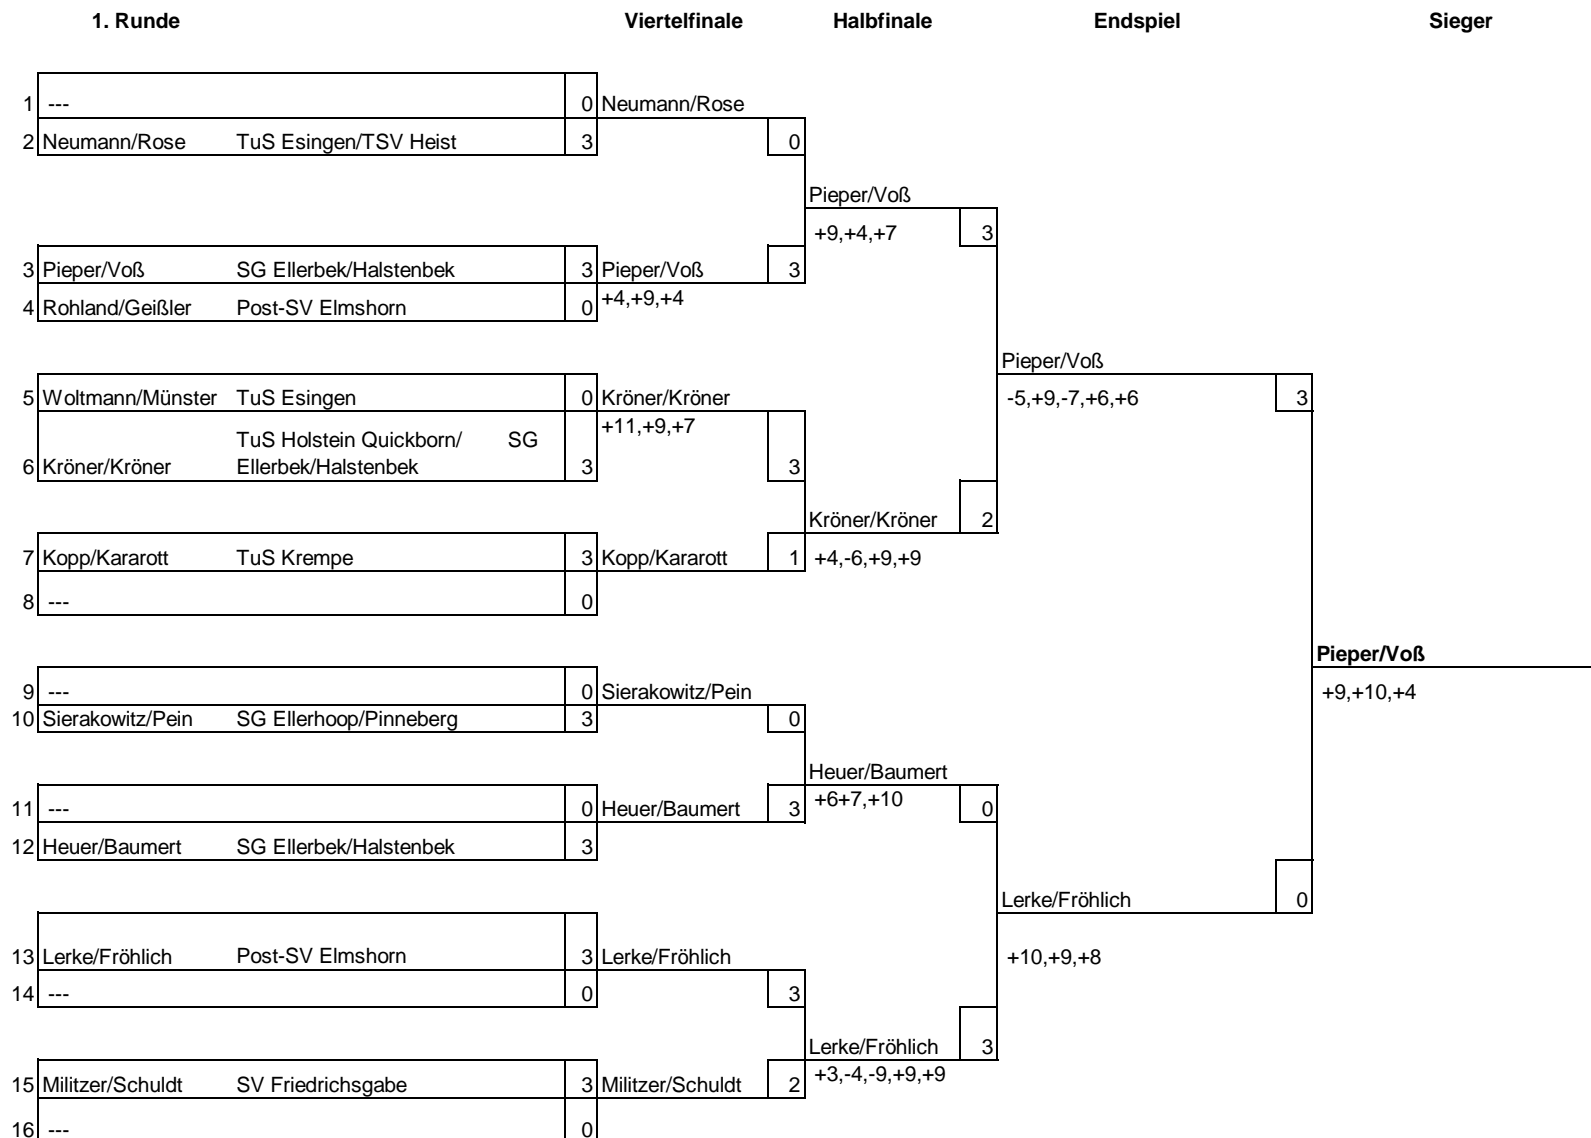 1. Runde Viertelfinale Halbfinale Endspiel Sieger
1 --- 0 Neumann/Rose
2 Neumann/Rose TuS Esingen/TSV Heist 3 0
Pieper/Voß
+9,+4,+7 3
3 Pieper/Voß SG Ellerbek/Halstenbek 3 Pieper/Voß 3
4 Rohland/Geißler Post-SV Elmshorn 0 +4,+9,+4
Pieper/Voß
5 Woltmann/Münster TuS Esingen 0 Kröner/Kröner -5,+9,-7,+6,+6 3
+11,+9,+7
TuS Holstein Quickborn/ SG
6 Kröner/Kröner Ellerbek/Halstenbek 3 3
Kröner/Kröner 2
7 Kopp/Kararott TuS Krempe 3 Kopp/Kararott 1 +4,-6,+9,+9
8 --- 0
Pieper/Voß
9 --- 0 Sierakowitz/Pein +9,+10,+4
10 Sierakowitz/Pein SG Ellerhoop/Pinneberg 3 0
Heuer/Baumert
11 --- 0 Heuer/Baumert 3 +6+7,+10 0
12 Heuer/Baumert SG Ellerbek/Halstenbek 3
Lerke/Fröhlich 0
13 Lerke/Fröhlich Post-SV Elmshorn 3 Lerke/Fröhlich +10,+9,+8
14 --- 0 3
Lerke/Fröhlich 3
15 Militzer/Schuldt SV Friedrichsgabe 3 Militzer/Schuldt 2 +3,-4,-9,+9,+9
16 --- 0